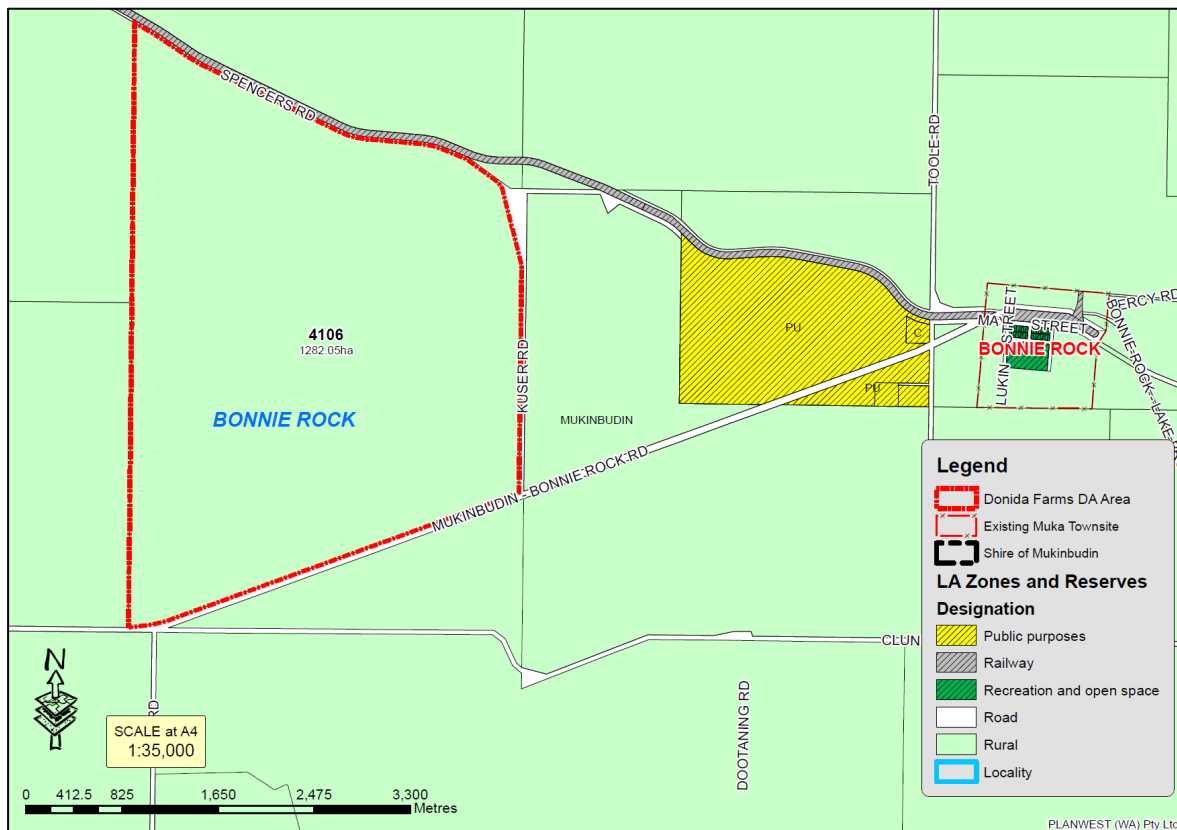 SPENCERS RD
TOOLE RD
4106
1282.05ha
BONNIE ROCK
KUSER RD
MUKINBUDIN
MUKINBUDIN - BONNIE ROCK RD
PU
C
PU
LUKIN STREET
MA STREET
BONNIE ROCK
PERCY RD
BONNIE-ROCK--LAKE-BR
CLUN
DOOTANING RD
RD
N
SCALE at A4
1:35,000
0 412.5 825 1,650 2,475 3,300
Metres
Legend
Donida Farms DA Area
Existing Muka Townsite
Shire of Mukinbudin
LA Zones and Reserves
Designation
Public purposes
Railway
Recreation and open space
Road
Rural
Locality
PLANWEST (WA) Pty Ltd